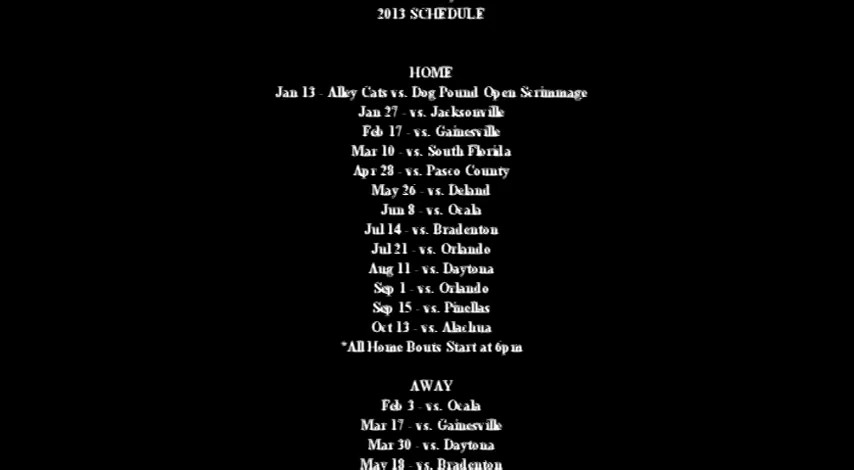 2013 SCHEDULE
HOME
Jan 13 - Alley Cats vs. Dog Pound Open Scrimmage
Jan 27 - vs. Jacksonville
Feb 17 - vs. Gainesville
Mar 10 - vs. South Florida
Apr 28 - vs. Pasco County
May 26 - vs. Deland
Jun 8 - vs. Ocala
Jul 14 - vs. Bradenton
Jul 21 - vs. Orlando
Aug 11 - vs. Daytona
Sep 1 - vs. Orlando
Sep 15 - vs. Pinellas
Oct 13 - vs. Alachua
*All Home Bouts Start at 6pm
AWAY
Feb 3 - vs. Ocala
Mar 17 - vs. Gainesville
Mar 30 - vs. Daytona
May 18 - vs. Bradenton